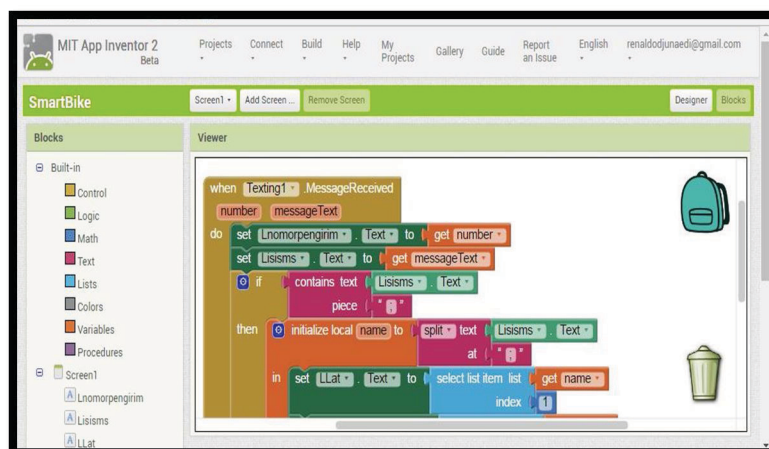 MIT App Inventor 2
Beta
Projects Connect Build Help My Projects Gallery Guide Report an Issue English renaldodjunaedi@gmail.com
SmartBike
Screen1 Add Screen ... Remove Screen
Designer Blocks
Blocks
Viewer
Built-in
Control
Logic
Math
Text
Lists
Colors
Variables
Procedures
Screen1
Lnomorpengirim
Lisisms
LLat
when Texting1 .MessageReceived
number messageText
do set Lnomorpengirim . Text to get number
set Lisisms . Text to get messageText
if contains text Lisisms . Text
piece
then initialize local name to split text Lisisms . Text
at
in set LLat . Text to select list item list get name
index 1